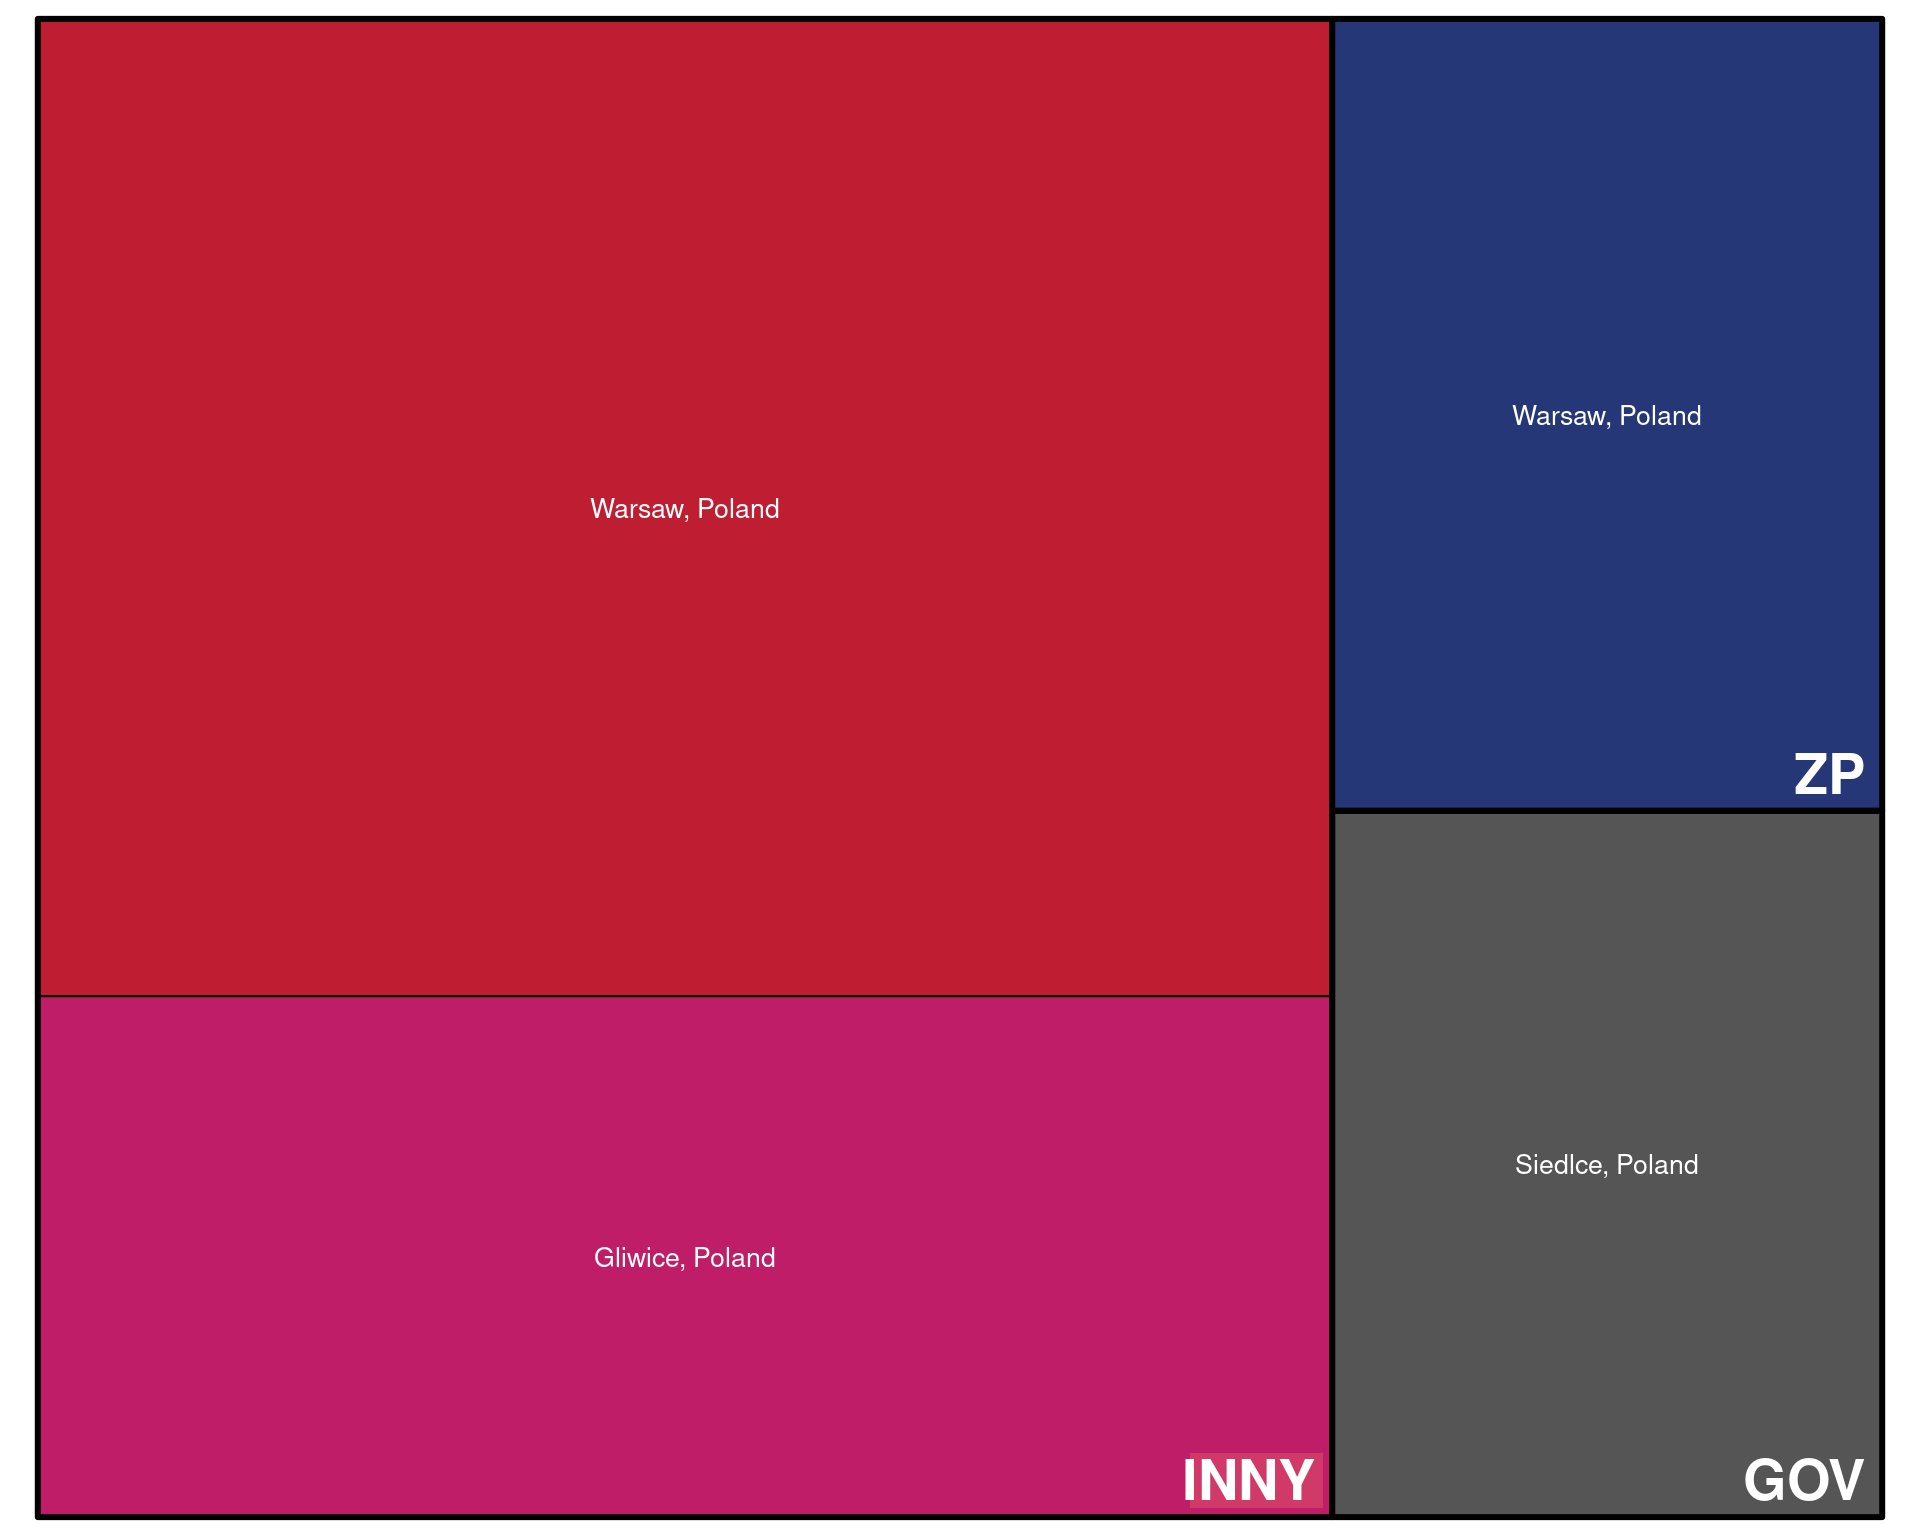 Warsaw, Poland
Gliwice, Poland
INNY
Warsaw, Poland
ZP
Siedlce, Poland
GOV